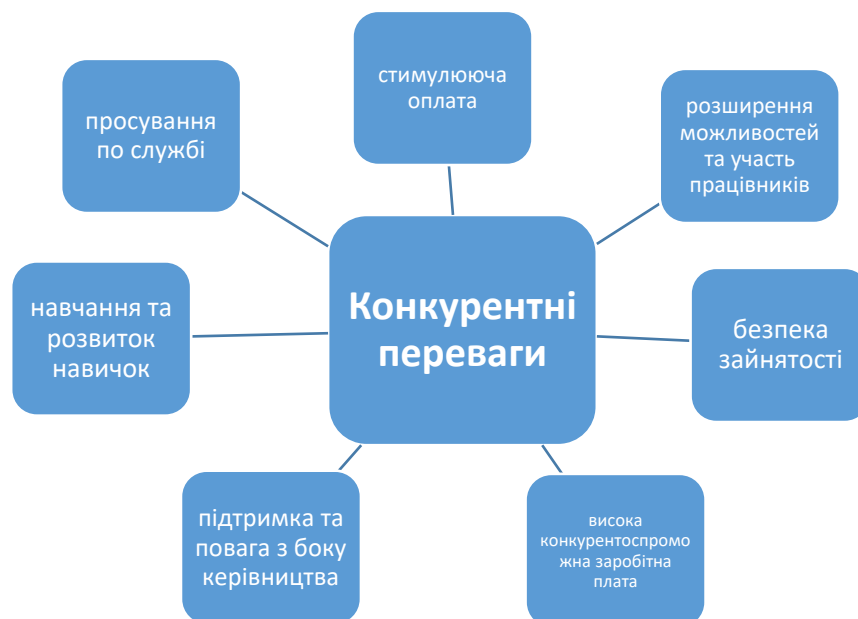 стимулююча
оплата
розширення
можливостей
та участь
працівників
безпека
зайнятості
висока
конкурентоспромо
жна заробітна
плата
підтримка та
повага з боку
керівництва
навчання та
розвиток
навичок
просування
по службі
Конкурентні
переваги